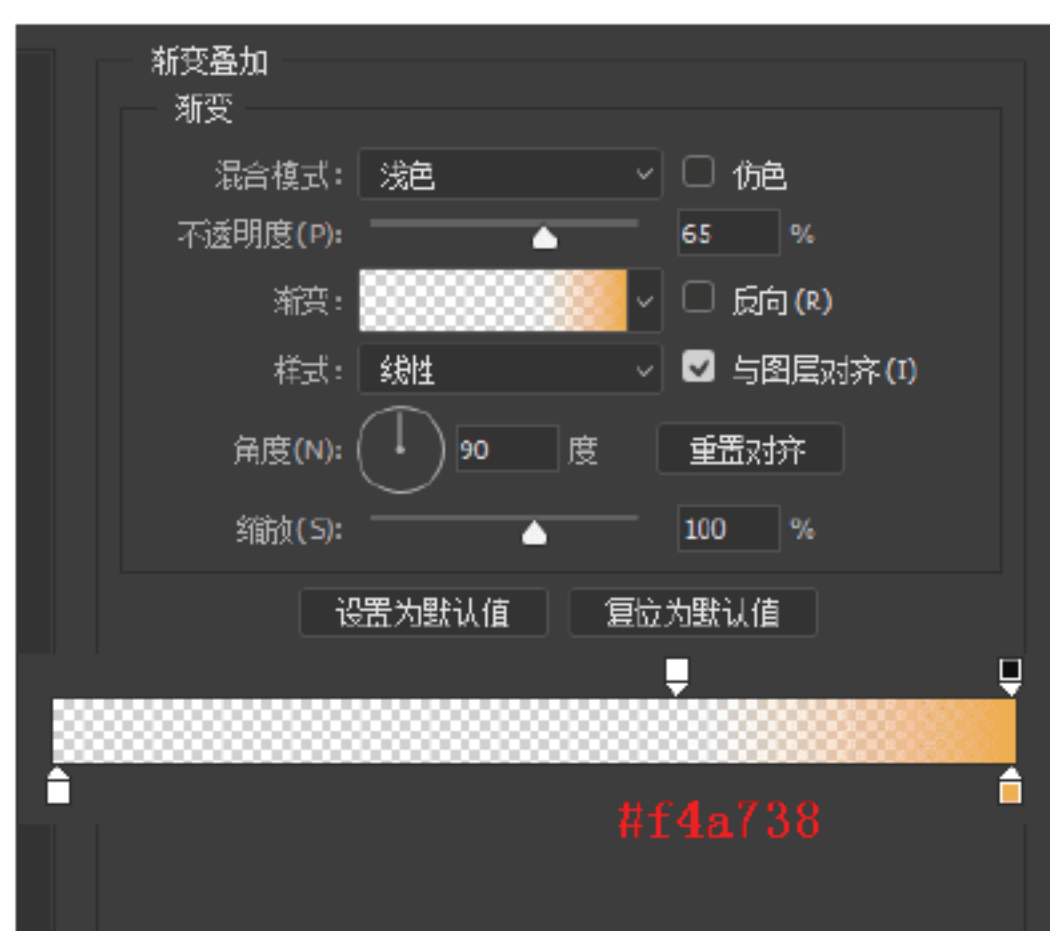 渐变叠加
渐变
混合模式: 浅色 仿色
不透明度(P): 65 %
渐变: 反向(R)
样式: 线性 与图层对齐(I)
角度(N): 90 度 重置对齐
缩放(S): 100 %
设置为默认值 复位为默认值
#f4a738